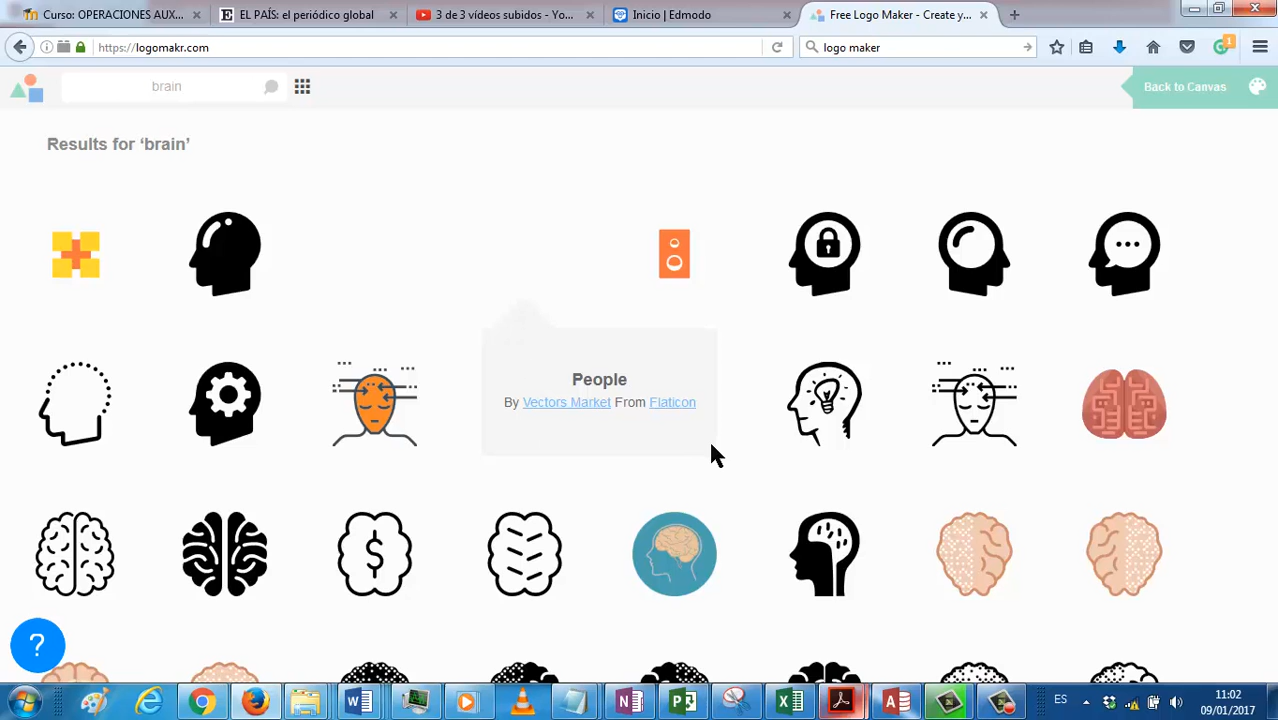 Curso: OPERACIONES AUX...
EL PAÍS: el periódico global
3 de 3 vídeos subidos - Yo...
Inicio | Edmodo
Free Logo Maker - Create y...
https://logomakr.com
logo maker
1
brain
Back to Canvas
Results for ‘brain’
People
By Vectors Market From Flaticon
$
?
ES
11:02
09/01/2017